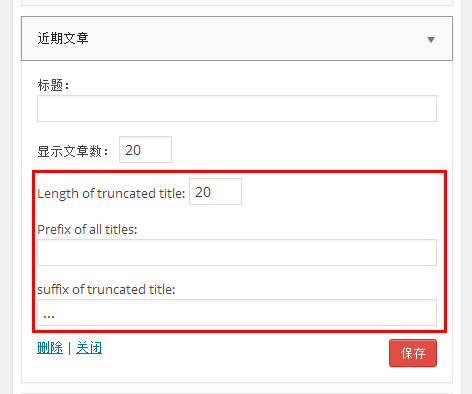 近期文章
标题：
显示文章数： 20
Length of truncated title: 20
Prefix of all titles:
suffix of truncated title:
...
删除 | 关闭 保存